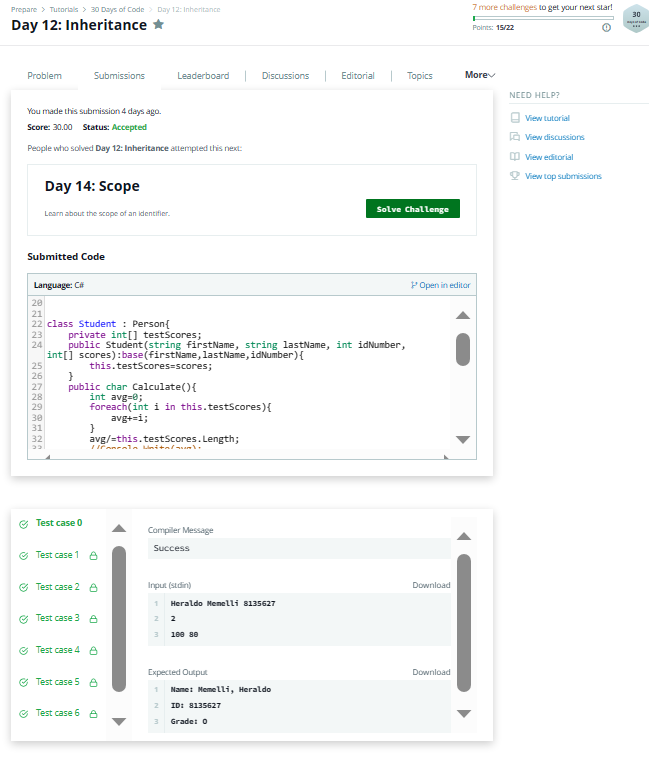 Prepare > Tutorials > 30 Days of Code > Day 12: Inheritance
Day 12: Inheritance
7 more challenges to get your next star!
Points: 15/22
30
Problem
Submissions
Leaderboard
Discussions
Editorial
Topics
More
You made this submission 4 days ago.
Score: 30.00 Status: Accepted
People who solved Day 12: Inheritance attempted this next:
Day 14: Scope
Learn about the scope of an identifier.
Solve Challenge
NEED HELP?
View tutorial
View discussions
View editorial
View top submissions
Submitted Code
Language: C#
Open in editor
20
21
22 class Student : Person{
23 private int[] testScores;
24 public Student(string firstName, string lastName, int idNumber,
int[] scores):base(firstName,lastName,idNumber){
25 this.testScores=scores;
26 }
27 public char Calculate(){
28 int avg=0;
29 foreach(int i in this.testScores){
30 avg+=i;
31 }
32 avg/=this.testScores.Length;
33 //Console.Write(avg);
Test case 0
Test case 1
Test case 2
Test case 3
Test case 4
Test case 5
Test case 6
Compiler Message
Success
Input (stdin)
Download
1 Heraldo Memelli 8135627
2 2
3 100 80
Expected Output
Download
1 Name: Memelli, Heraldo
2 ID: 8135627
3 Grade: O